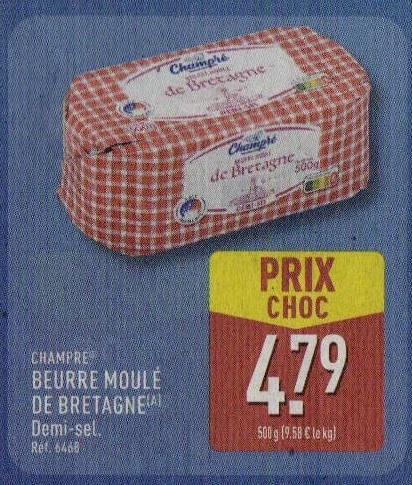 Champré
de Bretagne
Champré
de Bretagne
500g
PRIX
CHOC
4.79
500 g (9.58 € le kg)
CHAMPRE®
BEURRE MOULÉ
DE BRETAGNE(A)
Demi-sel.
Réf. 6468